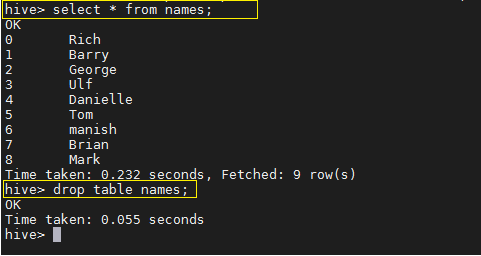 hive> select * from names;
OK
0       Rich
1       Barry
2       George
3       Ulf
4       Danielle
5       Tom
6       manish
7       Brian
8       Mark
Time taken: 0.232 seconds, Fetched: 9 row(s)
hive> drop table names;
OK
Time taken: 0.055 seconds
hive>